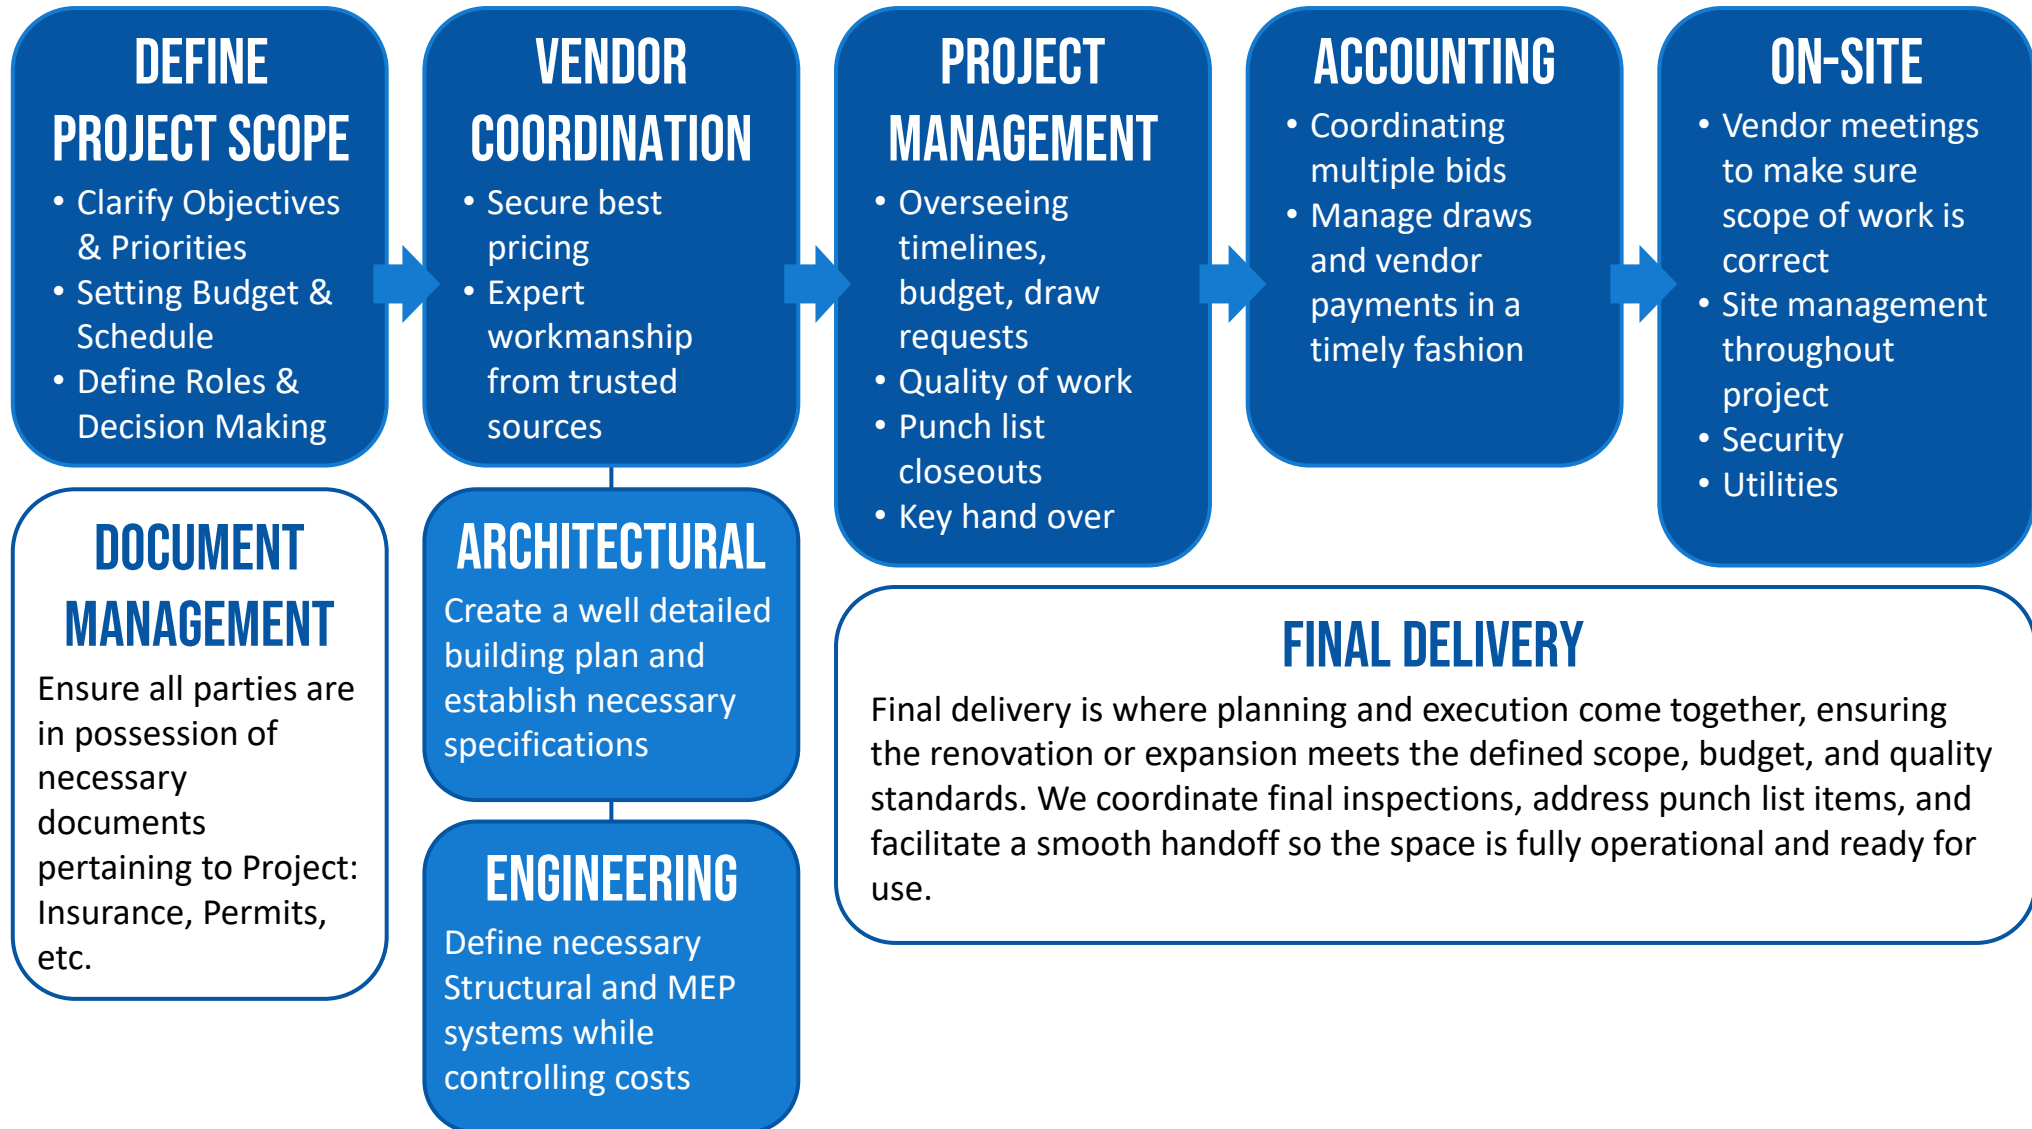 DEFINE
PROJECT SCOPE
• Clarify Objectives
& Priorities
• Setting Budget &
Schedule
• Define Roles &
Decision Making
VENDOR
COORDINATION
• Secure best
pricing
• Expert
workmanship
from trusted
sources
PROJECT
MANAGEMENT
• Overseeing
timelines,
budget, draw
requests
• Quality of work
• Punch list
closeouts
• Key hand over
ACCOUNTING
• Coordinating
multiple bids
• Manage draws
and vendor
payments in a
timely fashion
ON-SITE
• Vendor meetings
to make sure
scope of work is
correct
• Site management
throughout
project
• Security
• Utilities
DOCUMENT
MANAGEMENT
Ensure all parties are
in possession of
necessary
documents
pertaining to Project:
Insurance, Permits,
etc.
ARCHITECTURAL
Create a well detailed
building plan and
establish necessary
specifications
ENGINEERING
Define necessary
Structural and MEP
systems while
controlling costs
FINAL DELIVERY
Final delivery is where planning and execution come together, ensuring
the renovation or expansion meets the defined scope, budget, and quality
standards. We coordinate final inspections, address punch list items, and
facilitate a smooth handoff so the space is fully operational and ready for
use.